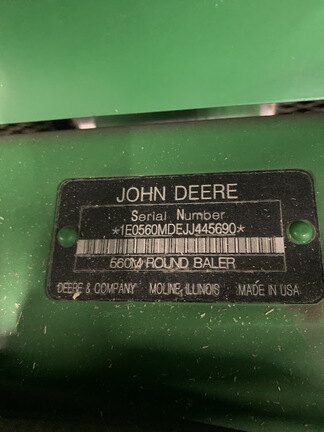 JOHN DEERE
Serial Number
*1E0560MDEJJ445690*
560M ROUND BALER
DEERE & COMPANY MOLINE, ILLINOIS MADE IN USA